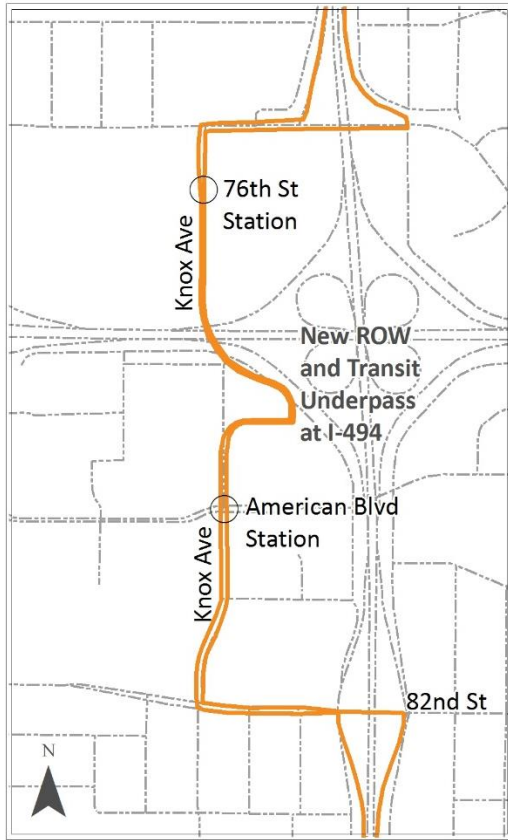 76th St
Station
Knox Ave
New ROW
and Transit
Underpass
at I-494
American Blvd
Station
Knox Ave
82nd St
N